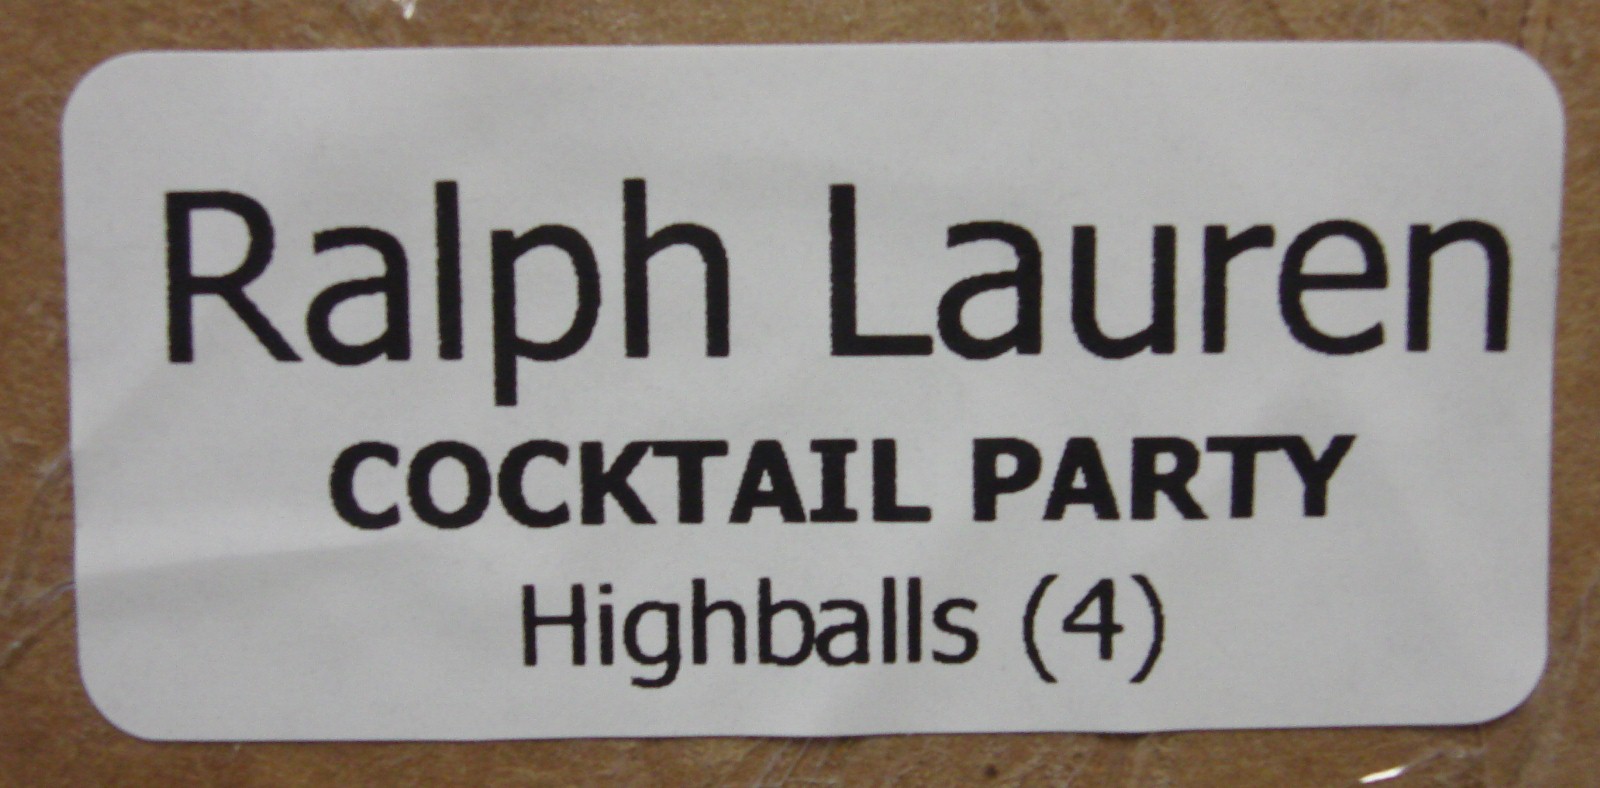 Ralph Lauren
COCKTAIL PARTY
Highballs (4)